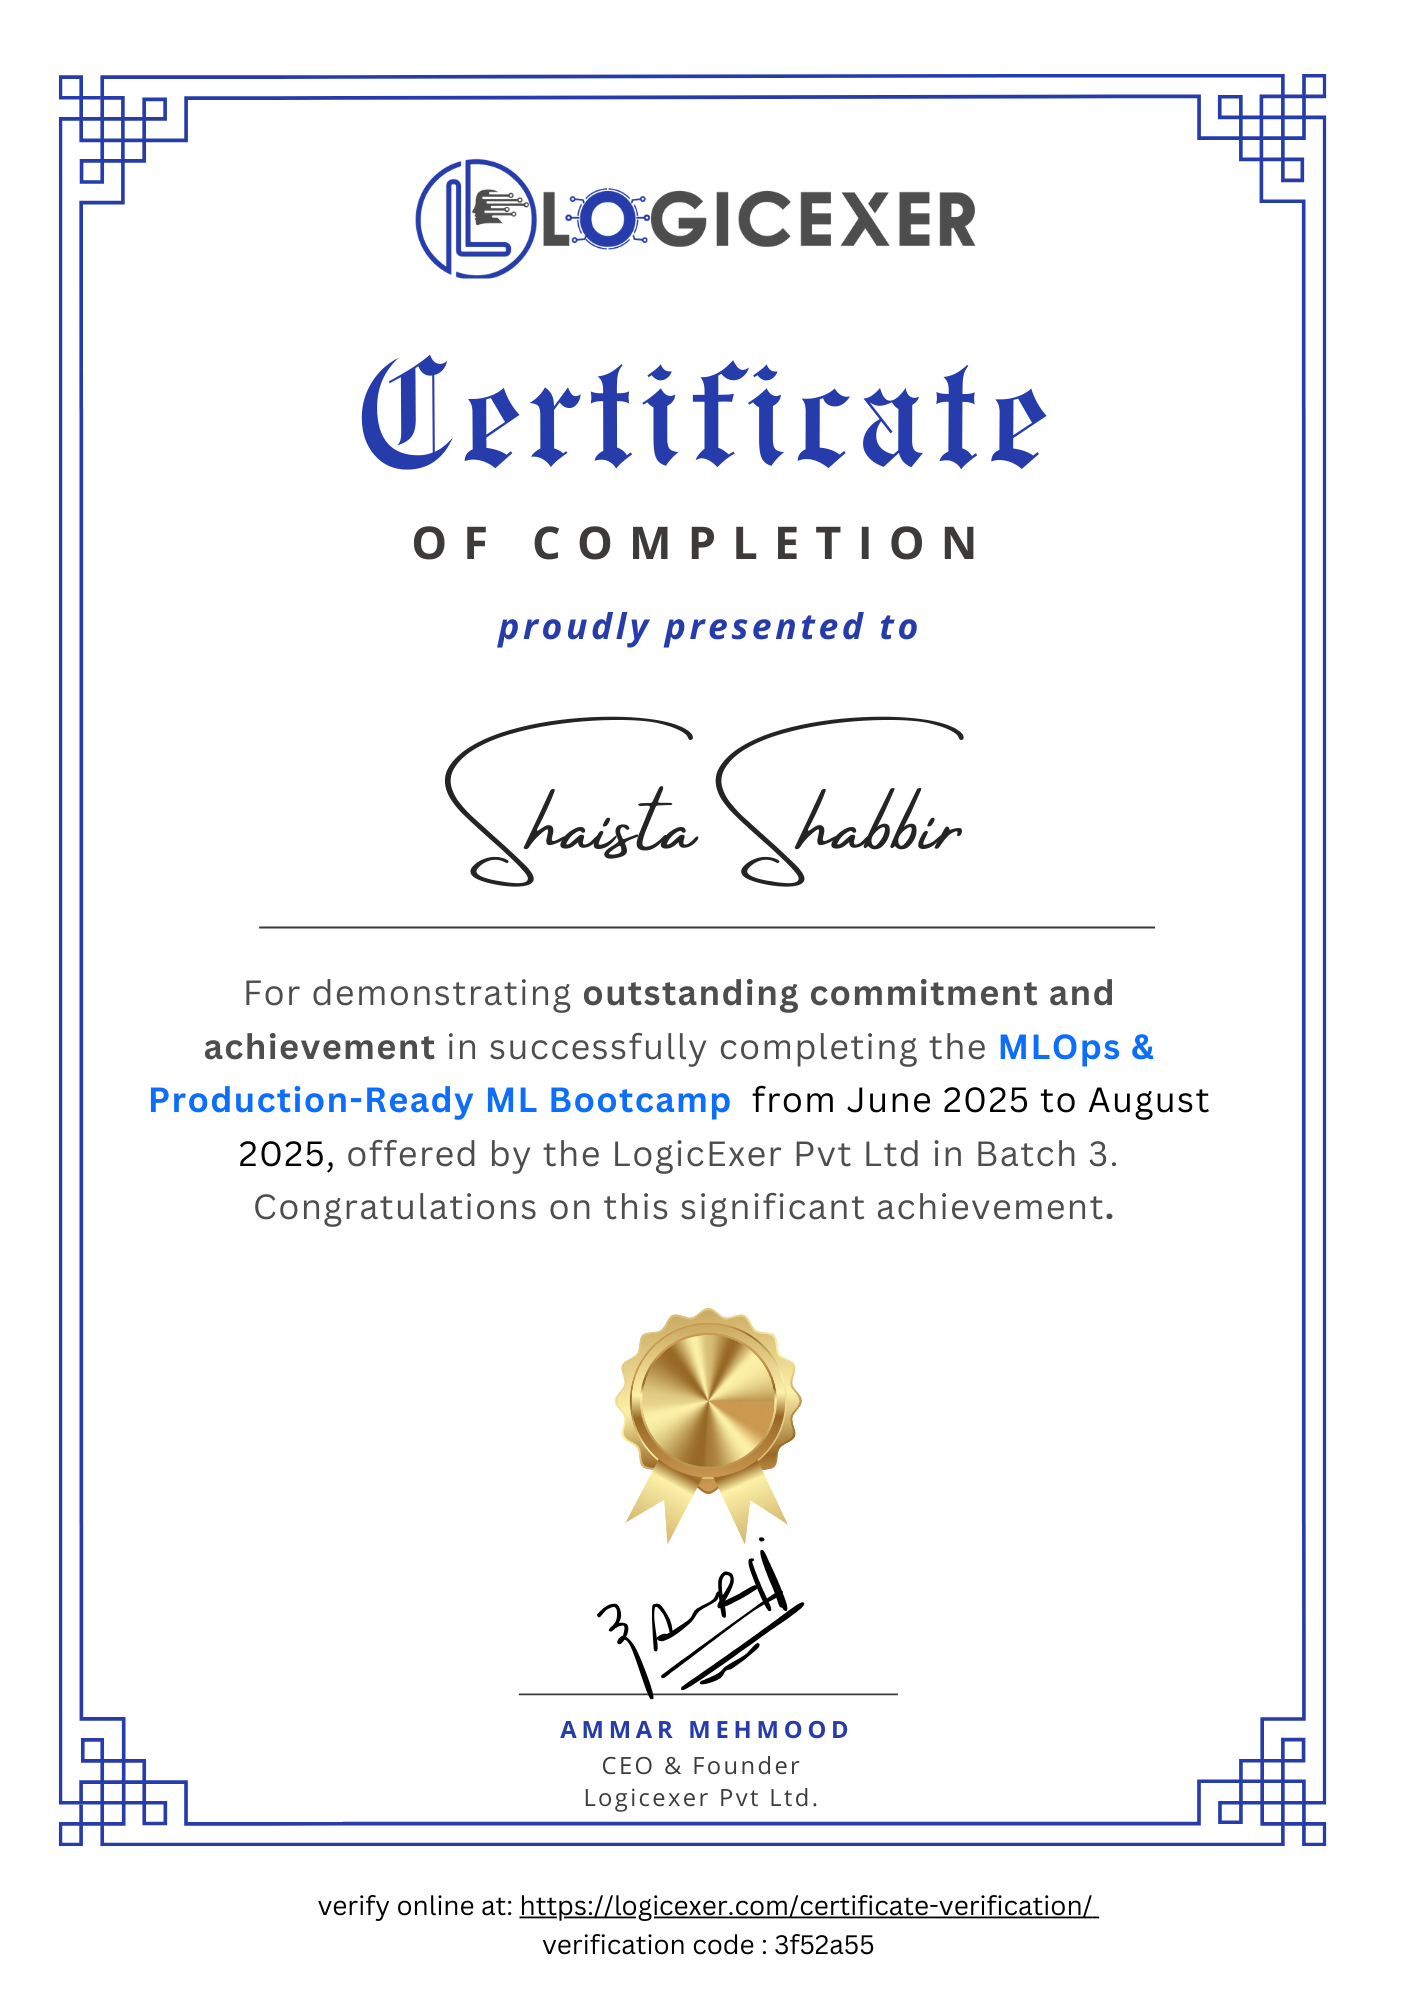 LOGICEXER
Certificate
OF COMPLETION
proudly presented to
Shaista Shabbir
For demonstrating outstanding commitment and
achievement in successfully completing the MLOps &
Production-Ready ML Bootcamp from June 2025 to August
2025, offered by the LogicExer Pvt Ltd in Batch 3.
Congratulations on this significant achievement.
AMMAR MEHMOOD
CEO & Founder
Logicexer Pvt Ltd.
verify online at: https://logicexer.com/certificate-verification/
verification code : 3f52a55